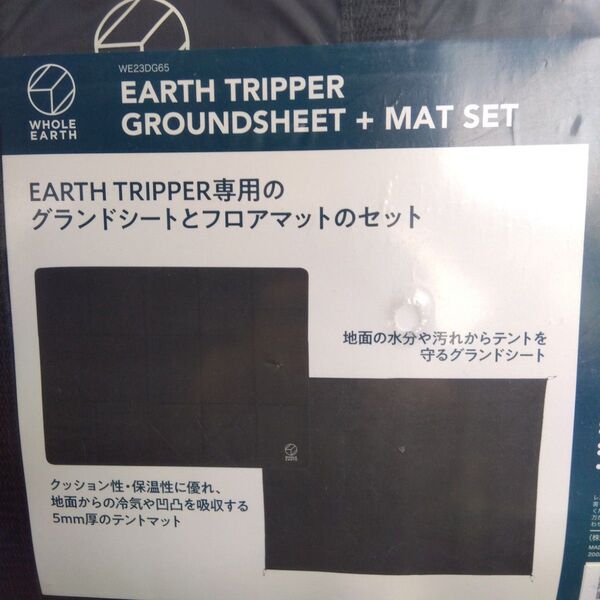 WE23DG65
WHOLE
EARTH
EARTH TRIPPER
GROUNDSHEET + MAT SET
EARTH TRIPPER専用の
グランドシートとフロアマットのセット
地面の水分や汚れからテントを
守るグランドシート
WHOLE
EARTH
クッション性・保温性に優れ、
地面からの冷気や凹凸を吸収する
5mm厚のテントマット